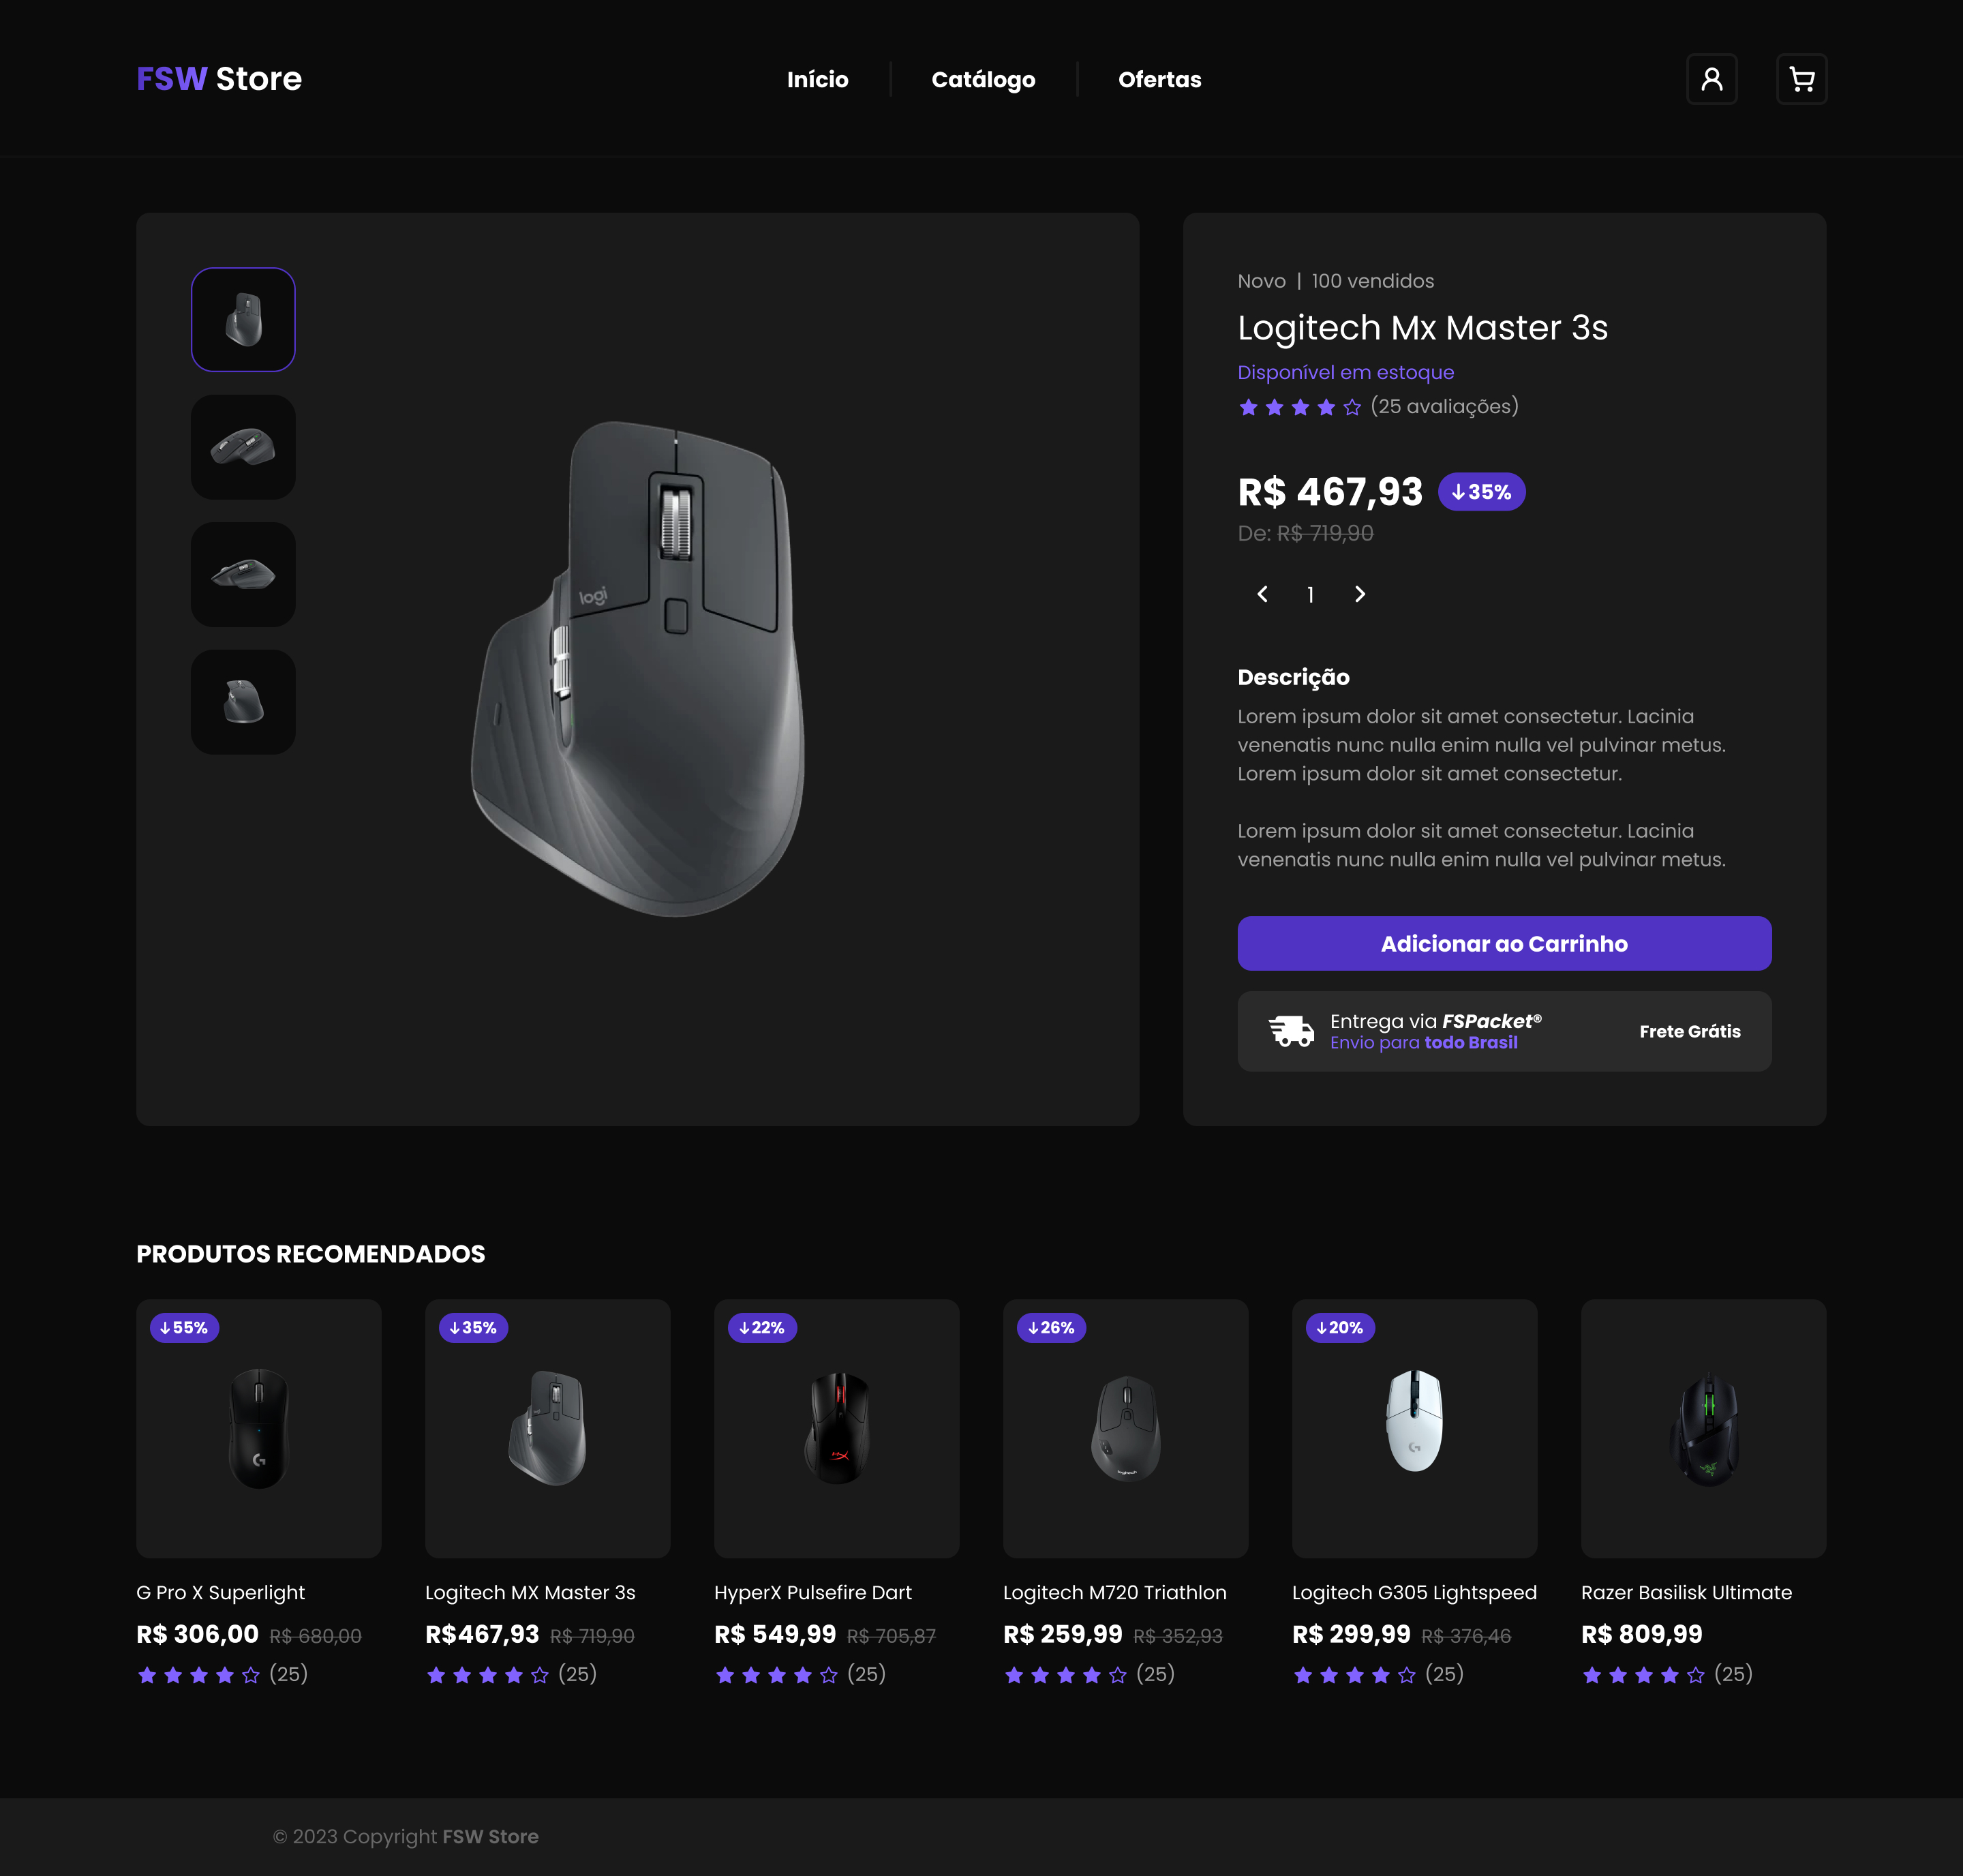 FSW Store
Início
Catálogo
Ofertas
logi
Novo | 100 vendidos
Logitech Mx Master 3s
Disponível em estoque
(25 avaliações)
R$ 467,93 ↓35%
De: R$ 719,90
1
Descrição
Lorem ipsum dolor sit amet consectetur. Lacinia
venenatis nunc nulla enim nulla vel pulvinar metus.
Lorem ipsum dolor sit amet consectetur.
Lorem ipsum dolor sit amet consectetur. Lacinia
venenatis nunc nulla enim nulla vel pulvinar metus.
Adicionar ao Carrinho
Entrega via FSPacket®
Envio para todo Brasil
Frete Grátis
PRODUTOS RECOMENDADOS
↓55%
G Pro X Superlight
R$ 306,00 R$ 680,00
(25)
↓35%
Logitech MX Master 3s
R$467,93 R$ 719,90
(25)
↓22%
HX
HyperX Pulsefire Dart
R$ 549,99 R$ 705,87
(25)
↓26%
logitech
Logitech M720 Triathlon
R$ 259,99 R$ 352,93
(25)
↓20%
Logitech G305 Lightspeed
R$ 299,99 R$ 376,46
(25)
Razer Basilisk Ultimate
R$ 809,99
(25)
© 2023 Copyright FSW Store